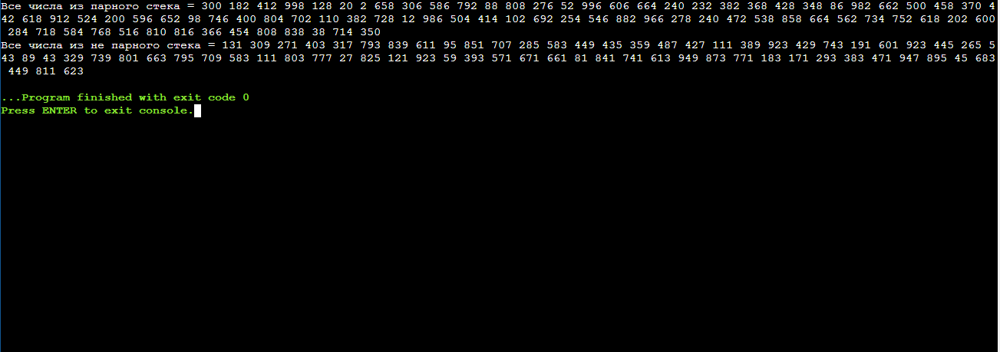 Все числа из парного стека = 300 182 412 998 128 20 2 658 306 586 792 88 808 276 52 996 606 664 240 232 382 368 428 348 86 982 662 500 458 370 4
42 618 912 524 200 596 652 98 746 400 804 702 110 382 728 12 986 504 414 102 692 254 546 882 966 278 240 472 538 858 664 562 734 752 618 202 600
284 718 584 768 516 810 816 366 454 808 838 38 714 350
Все числа из не парного стека = 131 309 271 403 317 793 839 611 95 851 707 285 583 449 435 359 487 427 111 389 923 429 743 191 601 923 445 265 5
43 89 43 329 739 801 663 795 709 583 111 803 777 27 825 121 923 59 393 571 671 661 81 841 741 613 949 873 771 183 171 293 383 471 947 895 45 683
449 811 623
...Program finished with exit code 0
Press ENTER to exit console.